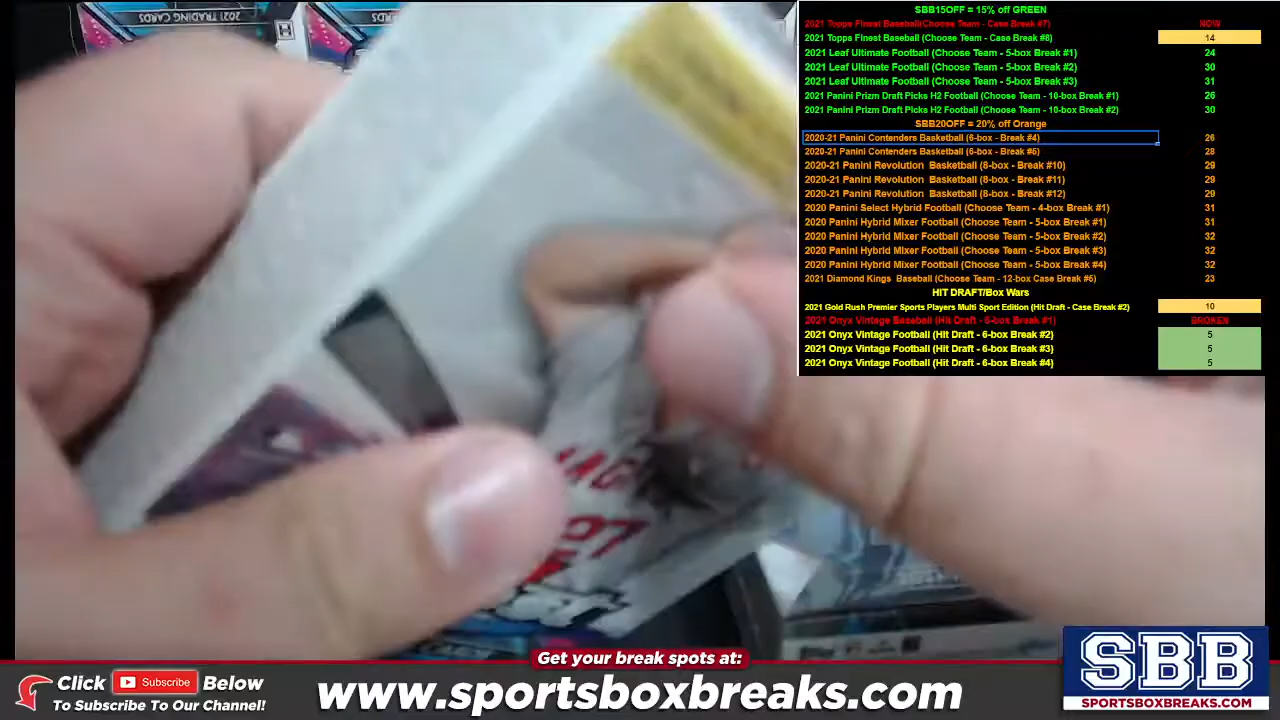 2021 TRADING CARDS
SBB15OFF = 15% off GREEN
2021 Topps Finest Baseball(Choose Team - Case Break #7) NOW
2021 Topps Finest Baseball (Choose Team - Case Break #8) 14
2021 Leaf Ultimate Football (Choose Team - 5-box Break #1) 24
2021 Leaf Ultimate Football (Choose Team - 5-box Break #2) 30
2021 Leaf Ultimate Football (Choose Team - 5-box Break #3) 31
2021 Panini Prizm Draft Picks H2 Football (Choose Team - 10-box Break #1) 26
2021 Panini Prizm Draft Picks H2 Football (Choose Team - 10-box Break #2) 30
SBB20OFF = 20% off Orange
2020-21 Panini Contenders Basketball (6-box - Break #4) 26
2020-21 Panini Contenders Basketball (6-box - Break #5) 28
2020-21 Panini Revolution Basketball (8-box - Break #10) 29
2020-21 Panini Revolution Basketball (8-box - Break #11) 29
2020-21 Panini Revolution Basketball (8-box - Break #12) 29
2020 Panini Select Hybrid Football (Choose Team - 4-box Break #1) 31
2020 Panini Hybrid Mixer Football (Choose Team - 5-box Break #1) 31
2020 Panini Hybrid Mixer Football (Choose Team - 5-box Break #2) 32
2020 Panini Hybrid Mixer Football (Choose Team - 5-box Break #3) 32
2020 Panini Hybrid Mixer Football (Choose Team - 5-box Break #4) 32
2021 Diamond Kings Baseball (Choose Team - 12-box Case Break #6) 23
HIT DRAFT/Box Wars
2021 Gold Rush Premier Sports Players Multi Sport Edition (Hit Draft - Case Break #2) 10
2021 Onyx Vintage Baseball (Hit Draft - 6-box Break #1) BROKEN
2021 Onyx Vintage Football (Hit Draft - 6-box Break #2) 5
2021 Onyx Vintage Football (Hit Draft - 6-box Break #3) 5
2021 Onyx Vintage Football (Hit Draft - 6-box Break #4) 5
Get your break spots at:
Click Subscribe Below
To Subscribe To Our Channel!
www.sportsboxbreaks.com
SBB
SPORTSBOXBREAKS.COM